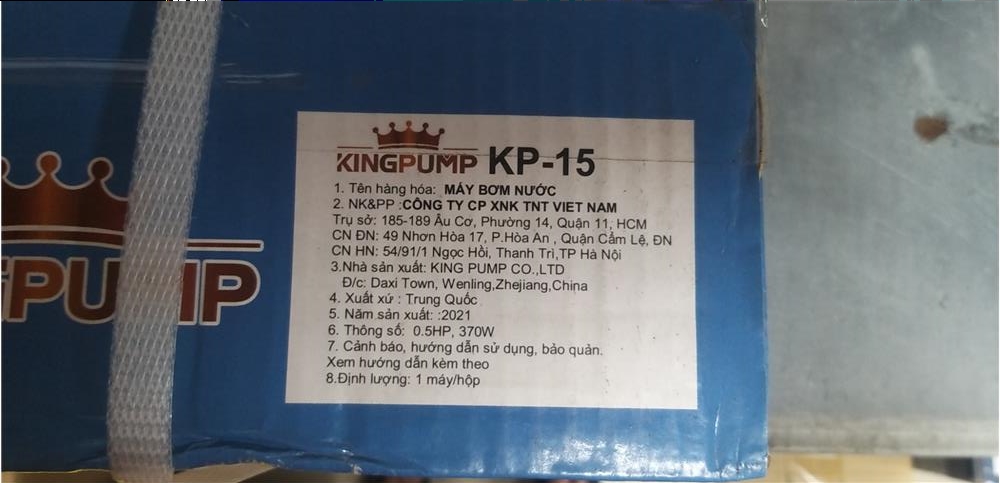 KINGPUMP KP-15
1. Tên hàng hóa: MÁY BƠM NƯỚC
2. NK&PP :CÔNG TY CP XNK TNT VIET NAM
Trụ sở: 185-189 Âu Cơ, Phường 14, Quận 11, HCM
CN ĐN: 49 Nhơn Hòa 17, P.Hòa An , Quận Cẩm Lệ, ĐN
CN HN: 54/91/1 Ngọc Hồi, Thanh Trì,TP Hà Nội
3.Nhà sản xuất: KING PUMP CO.,LTD
Đ/c: Daxi Town, Wenling,Zhejiang,China
4. Xuất xứ : Trung Quốc
5. Năm sản xuất: :2021
6. Thông số: 0.5HP, 370W
7. Cảnh báo, hướng dẫn sử dụng, bảo quản.
Xem hướng dẫn kèm theo
8.Định lượng: 1 máy/hộp